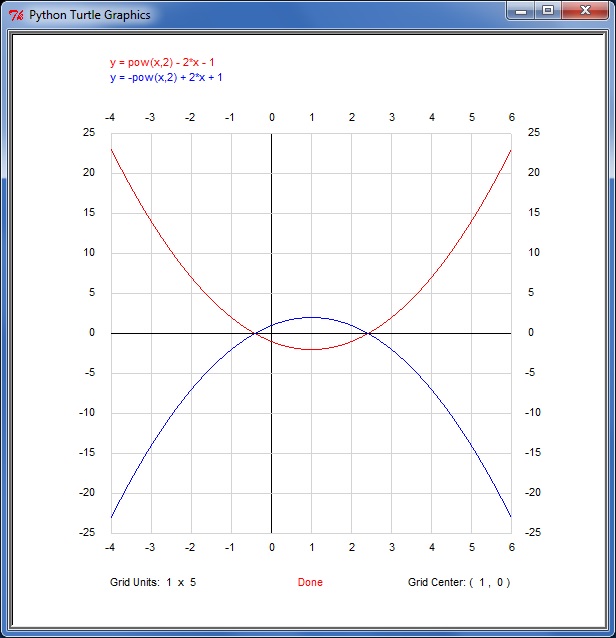 Python Turtle Graphics
y = pow(x,2) - 2*x - 1
y = -pow(x,2) + 2*x + 1
-4 -3 -2 -1 0 1 2 3 4 5 6
25 25
20 20
15 15
10 10
5 5
0 0
-5 -5
-10 -10
-15 -15
-20 -20
-25 -25
-4 -3 -2 -1 0 1 2 3 4 5 6
Grid Units: 1 x 5 Done Grid Center: ( 1 , 0 )